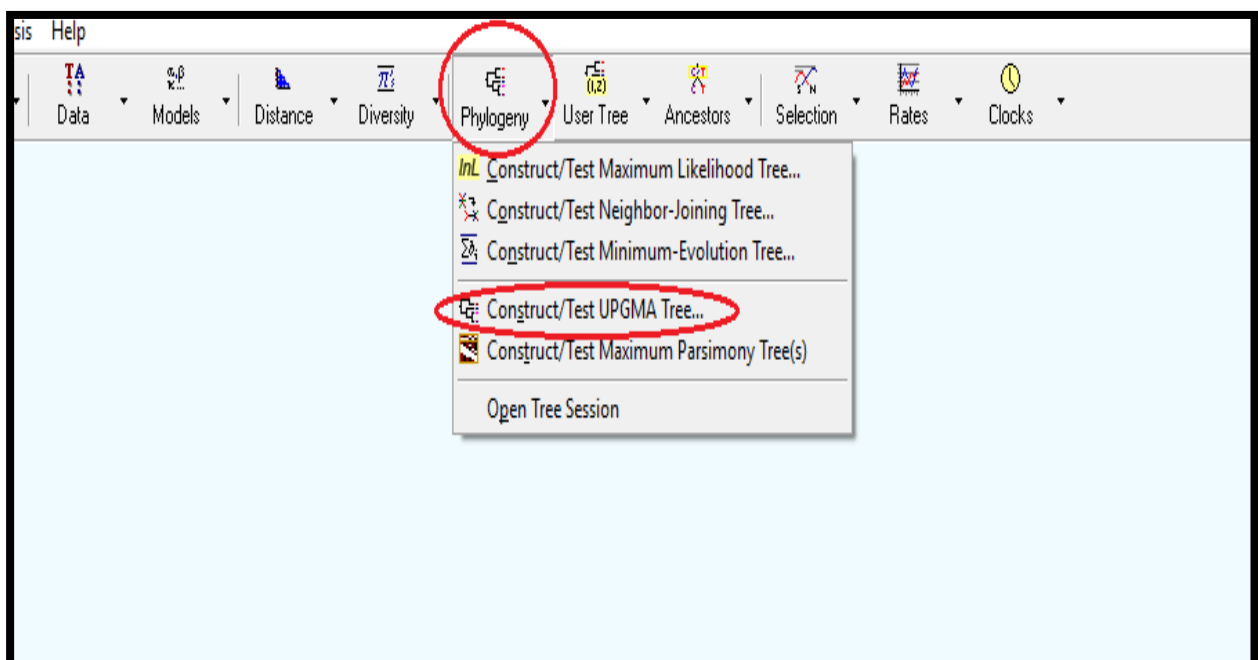 sis Help
Data Models Distance Diversity Phylogeny User Tree Ancestors Selection Rates Clocks
InL Construct/Test Maximum Likelihood Tree...
Construct/Test Neighbor-Joining Tree...
Construct/Test Minimum-Evolution Tree...
Construct/Test UPGMA Tree...
Construct/Test Maximum Parsimony Tree(s)
Open Tree Session